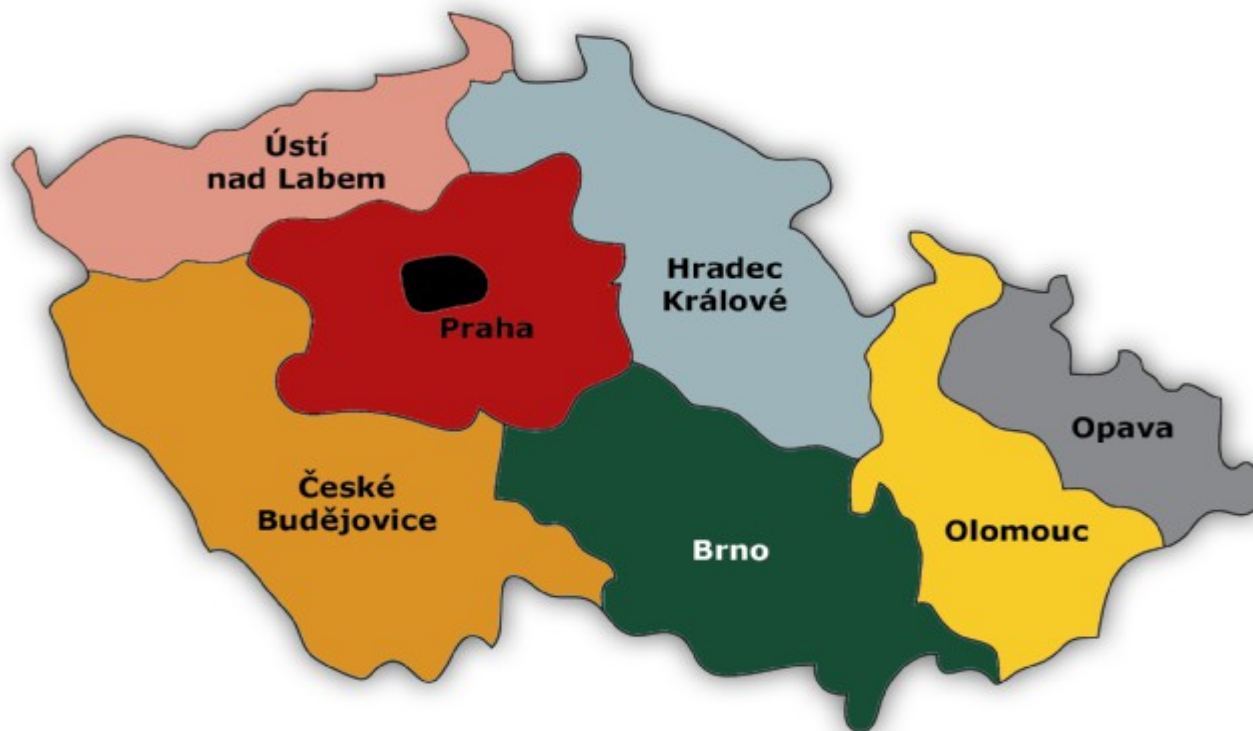 Ústí
nad Labem
Hradec
Králové
Praha
Opava
České
Budějovice
Olomouc
Brno